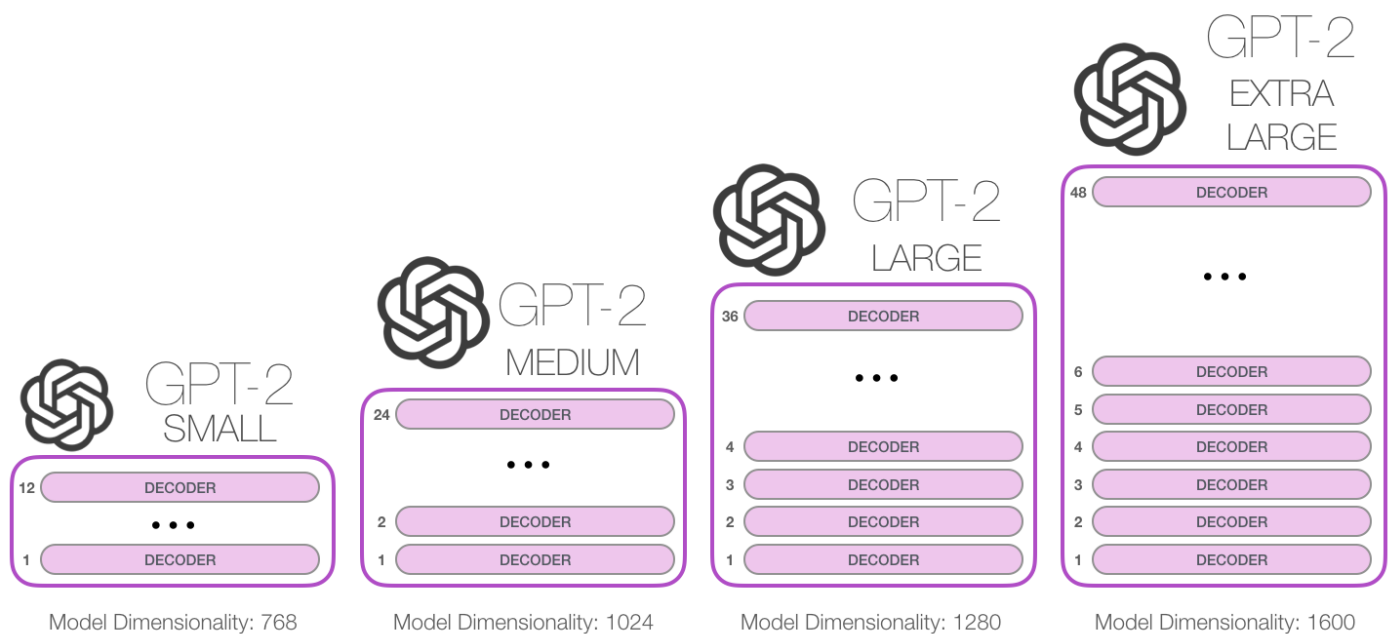 GPT-2
SMALL
12 DECODER
1 DECODER
Model Dimensionality: 768
GPT-2
MEDIUM
24 DECODER
2 DECODER
1 DECODER
Model Dimensionality: 1024
GPT-2
LARGE
36 DECODER
4 DECODER
3 DECODER
2 DECODER
1 DECODER
Model Dimensionality: 1280
GPT-2
EXTRA
LARGE
48 DECODER
6 DECODER
5 DECODER
4 DECODER
3 DECODER
2 DECODER
1 DECODER
Model Dimensionality: 1600